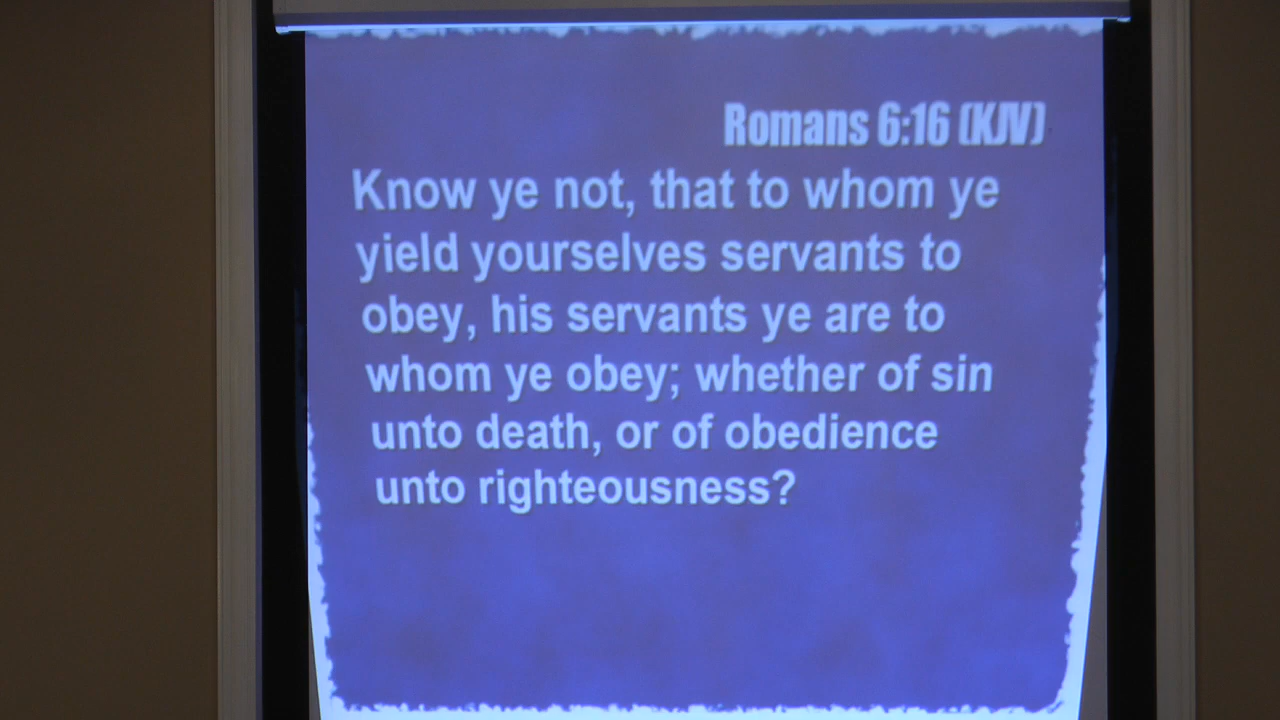 Romans 6:16 (KJV)
Know ye not, that to whom ye
yield yourselves servants to
obey, his servants ye are to
whom ye obey; whether of sin
unto death, or of obedience
unto righteousness?